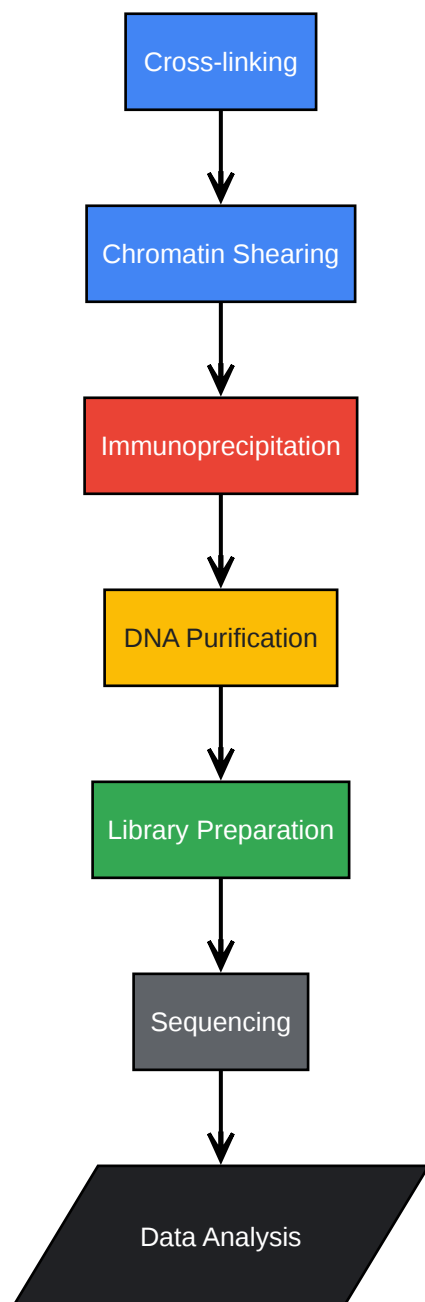 Cross-linking
Chromatin Shearing
Immunoprecipitation
DNA Purification
Library Preparation
Sequencing
Data Analysis